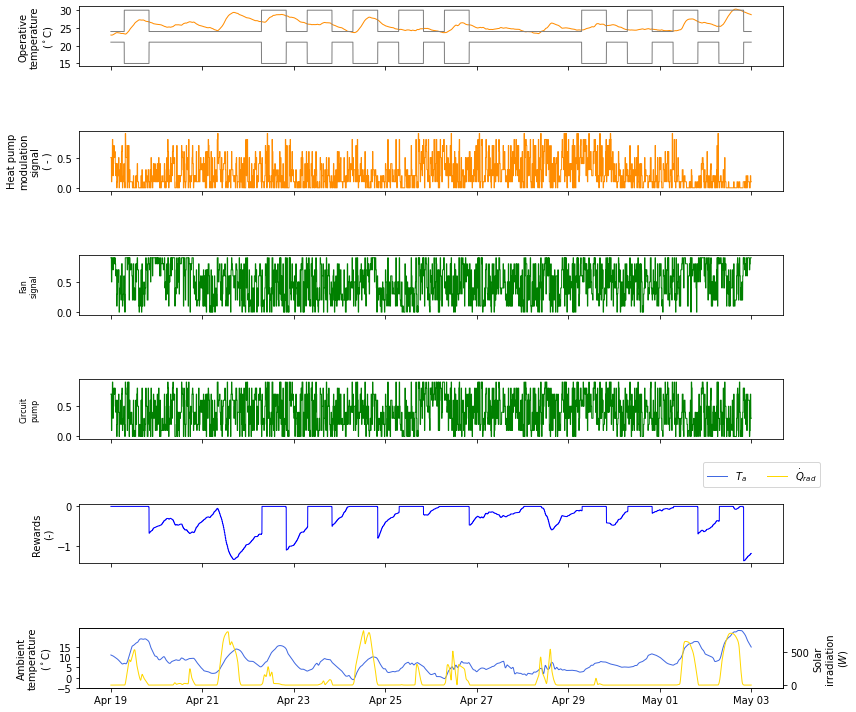 Operative
temperature
(°C)
30
25
20
15
Heat pump
modulation
signal
( - )
0.5
0.0
Fan
signal
0.5
0.0
Circuit
pump
0.5
0.0
T_a
Q̇_rad
Rewards
(-)
0
−1
Ambient
temperature
(°C)
15
10
5
0
−5
500
0
Solar
irradiation
(W)
Apr 19 Apr 21 Apr 23 Apr 25 Apr 27 Apr 29 May 01 May 03